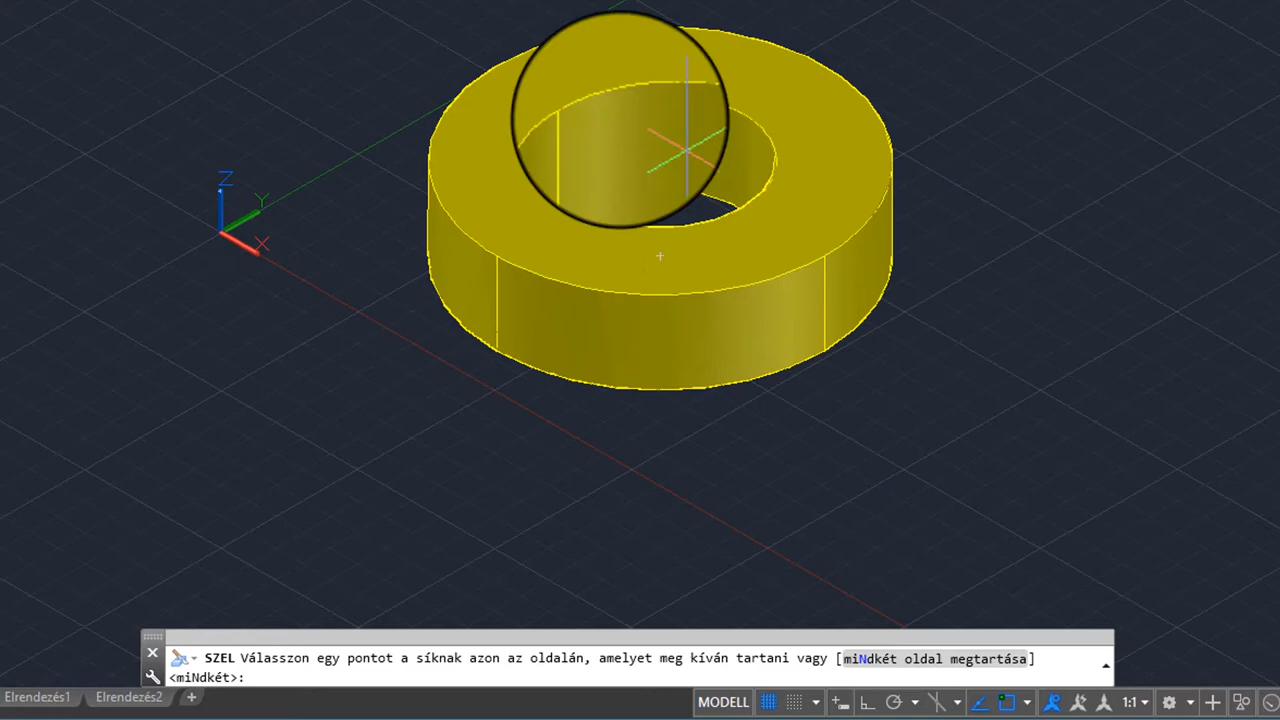 Z
Y
X
SZEL Válasszon egy pontot a síknak azon az oldalán, amelyet meg kíván tartani vagy [miNdkét oldal megtartása]
<miNdkét>:
Elrendezés1 Elrendezés2 +
MODELL 1:1